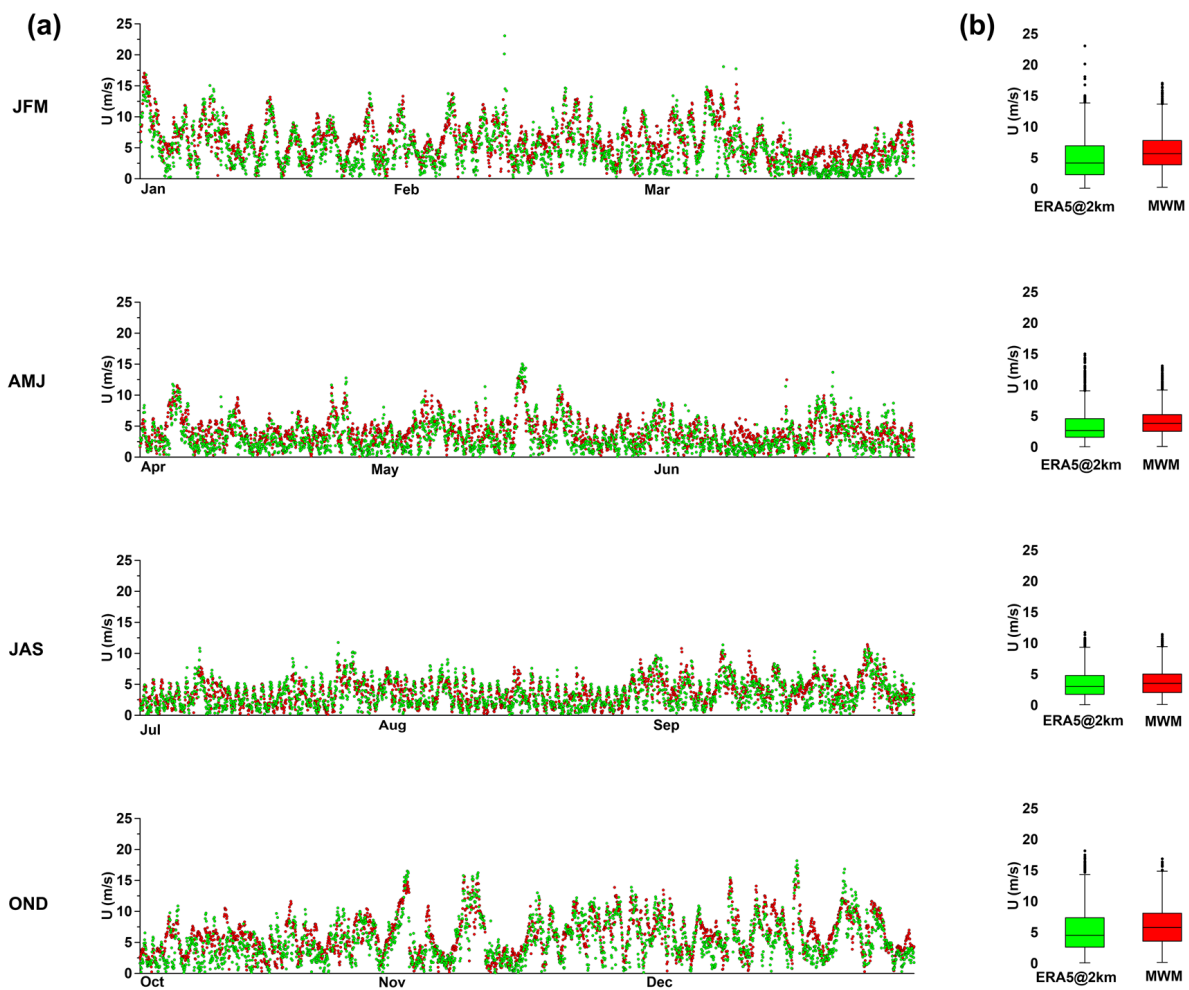 (a)
(b)
JFM
U (m/s)
25
20
15
10
5
0
Jan
Feb
Mar
U (m/s)
25
20
15
10
5
0
ERA5@2km
MWM
AMJ
U (m/s)
25
20
15
10
5
0
Apr
May
Jun
U (m/s)
25
20
15
10
5
0
ERA5@2km
MWM
JAS
U (m/s)
25
20
15
10
5
0
Jul
Aug
Sep
U (m/s)
25
20
15
10
5
0
ERA5@2km
MWM
OND
U (m/s)
25
20
15
10
5
0
Oct
Nov
Dec
U (m/s)
25
20
15
10
5
0
ERA5@2km
MWM